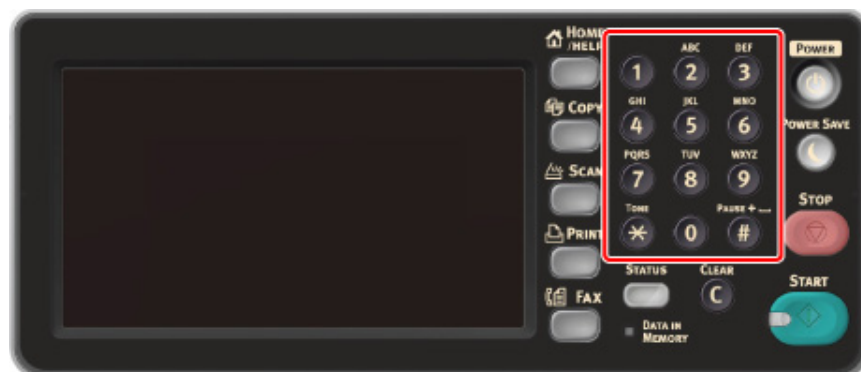 HOME
/HELP
COPY
SCAN
PRINT
FAX
ABC DEF
1 2 3
GHI JKL MNO
4 5 6
PQRS TUV WXYZ
7 8 9
TONE PAUSE +
* 0 #
STATUS CLEAR
C
DATA IN
MEMORY
POWER
POWER SAVE
STOP
START